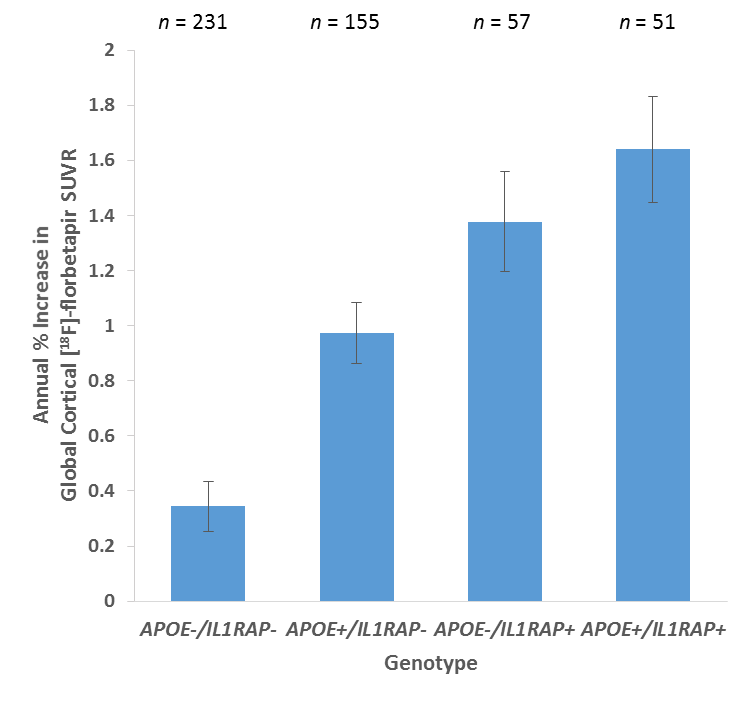 n = 231 n = 155 n = 57 n = 51
2
1.8
1.6
1.4
1.2
1
0.8
0.6
0.4
0.2
0
Annual % Increase in
Global Cortical [¹⁸F]-florbetapir SUVR
APOE-/IL1RAP- APOE+/IL1RAP- APOE-/IL1RAP+ APOE+/IL1RAP+
Genotype